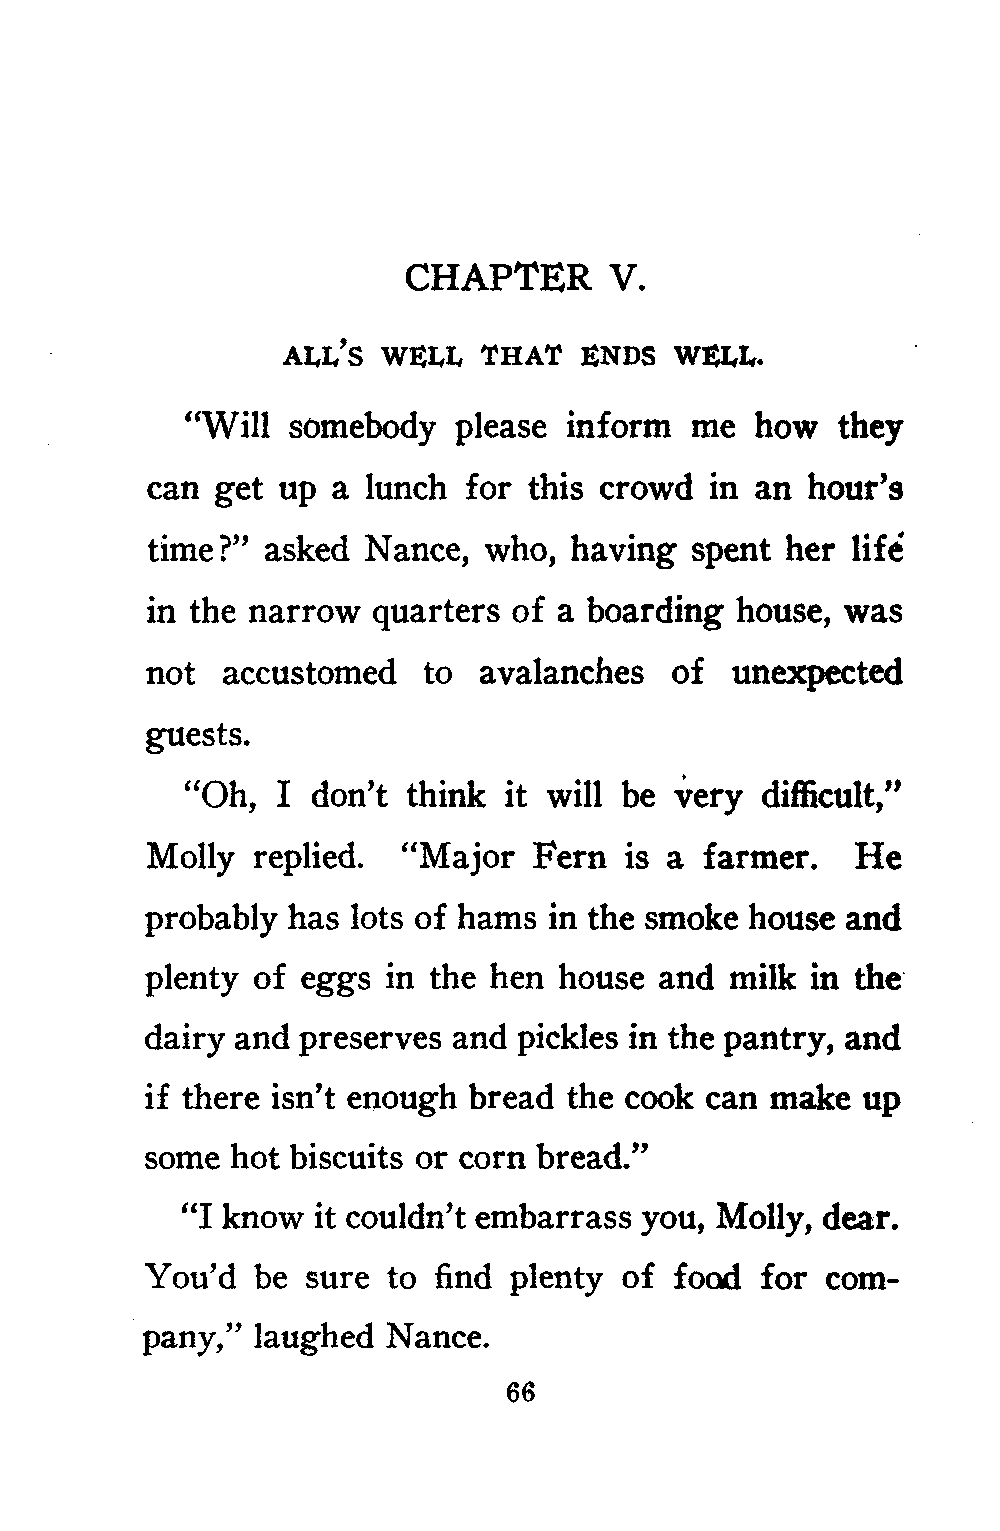 CHAPTER V.
ALL'S WELL THAT ENDS WELL.
"Will somebody please inform me how they
can get up a lunch for this crowd in an hour's
time?" asked Nance, who, having spent her life
in the narrow quarters of a boarding house, was
not accustomed to avalanches of unexpected
guests.
"Oh, I don't think it will be very difficult,"
Molly replied. "Major Fern is a farmer. He
probably has lots of hams in the smoke house and
plenty of eggs in the hen house and milk in the
dairy and preserves and pickles in the pantry, and
if there isn't enough bread the cook can make up
some hot biscuits or corn bread."
"I know it couldn't embarrass you, Molly, dear.
You'd be sure to find plenty of food for com-
pany," laughed Nance.
66